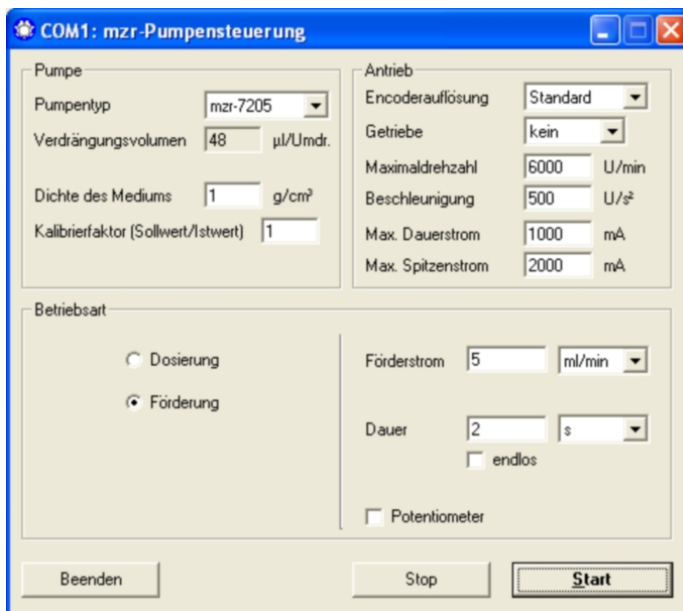 COM1: mzr-Pumpensteuerung
Pumpe
Pumpentyp mzr-7205
Verdrängungsvolumen 48 µl/Umdr.
Dichte des Mediums 1 g/cm³
Kalibrierfaktor (Sollwert/Istwert) 1
Antrieb
Encoderauflösung Standard
Getriebe kein
Maximaldrehzahl 6000 U/min
Beschleunigung 500 U/s²
Max. Dauerstrom 1000 mA
Max. Spitzenstrom 2000 mA
Betriebsart
Dosierung
Förderung
Förderstrom 5 ml/min
Dauer 2 s
endlos
Potentiometer
Beenden Stop Start